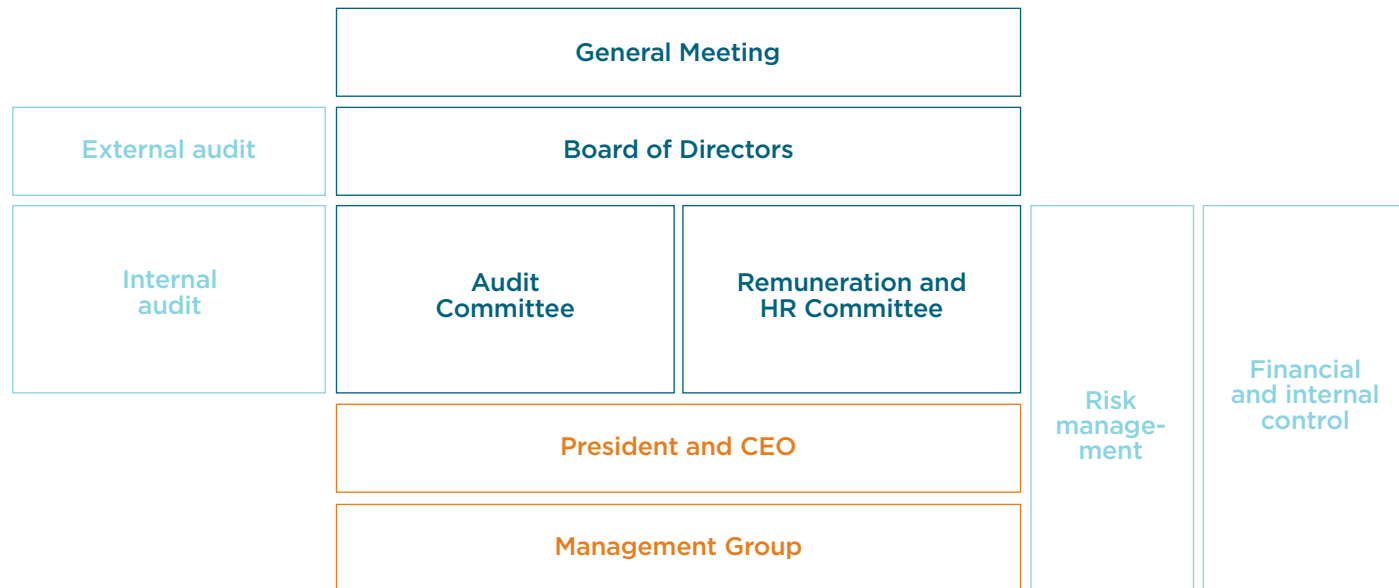 General Meeting
External audit
Board of Directors
Internal
audit
Audit
Committee
Remuneration and
HR Committee
President and CEO
Management Group
Risk
manage-
ment
Financial
and internal
control